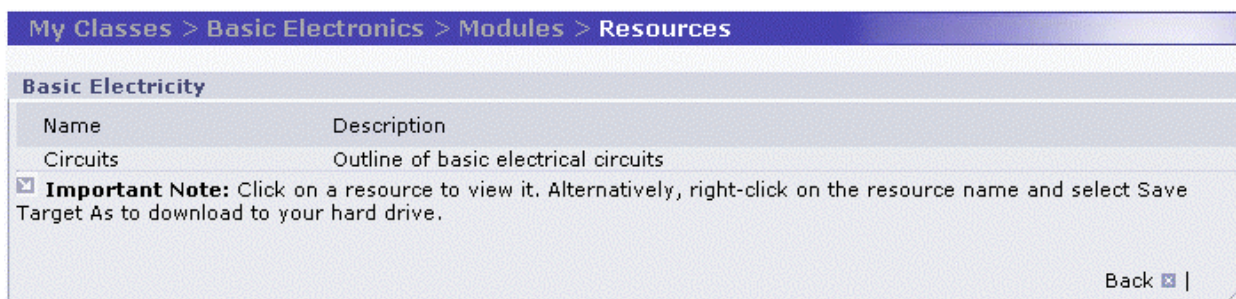 My Classes > Basic Electronics > Modules > Resources
Basic Electricity
Name Description
Circuits Outline of basic electrical circuits
Important Note: Click on a resource to view it. Alternatively, right-click on the resource name and select Save
Target As to download to your hard drive.
Back |